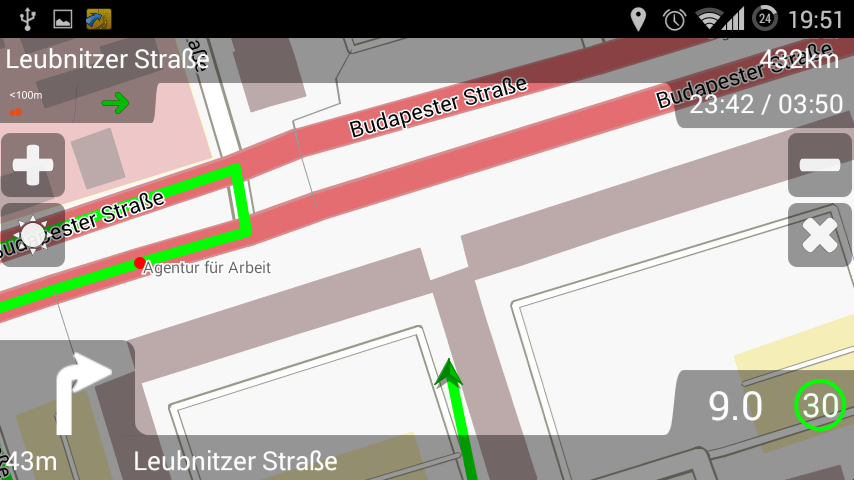 24 19:51
Leubnitzer Straße 432km
<100m
23:42 / 03:50
Budapester Straße
Budapester Straße
Budapester Straße
Agentur für Arbeit
9.0 30
43m Leubnitzer Straße